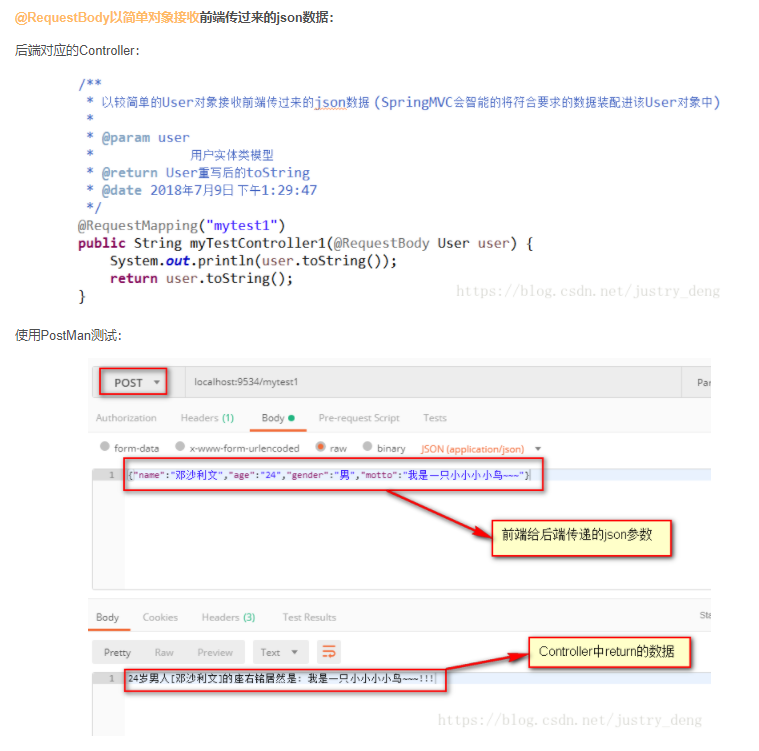 @RequestBody以简单对象接收前端传过来的json数据：
后端对应的Controller：
/**
* 以较简单的User对象接收前端传过来的json数据 (SpringMVC会智能的将符合要求的数据装配进该User对象中)
*
* @param user
* 用户实体类模型
* @return User重写后的toString
* @date 2018年7月9日 下午1:29:47
*/
@RequestMapping("mytest1")
public String myTestController1(@RequestBody User user) {
System.out.println(user.toString());
return user.toString();
}
https://blog.csdn.net/justry_deng
使用PostMan测试：
POST localhost:9534/mytest1 Par
Authorization Headers (1) Body Pre-request Script Tests
form-data x-www-form-urlencoded raw binary JSON (application/json)
1 {"name":"邓沙利文","age":"24","gender":"男","motto":"我是一只小小小小鸟~~~"}
前端给后端传递的json参数
Body Cookies Headers (3) Test Results Sta
Pretty Raw Preview Text
Controller中return的数据
1 24岁男人[邓沙利文]的座右铭居然是: 我是一只小小小小鸟~~~!!!
https://blog.csdn.net/justry_deng